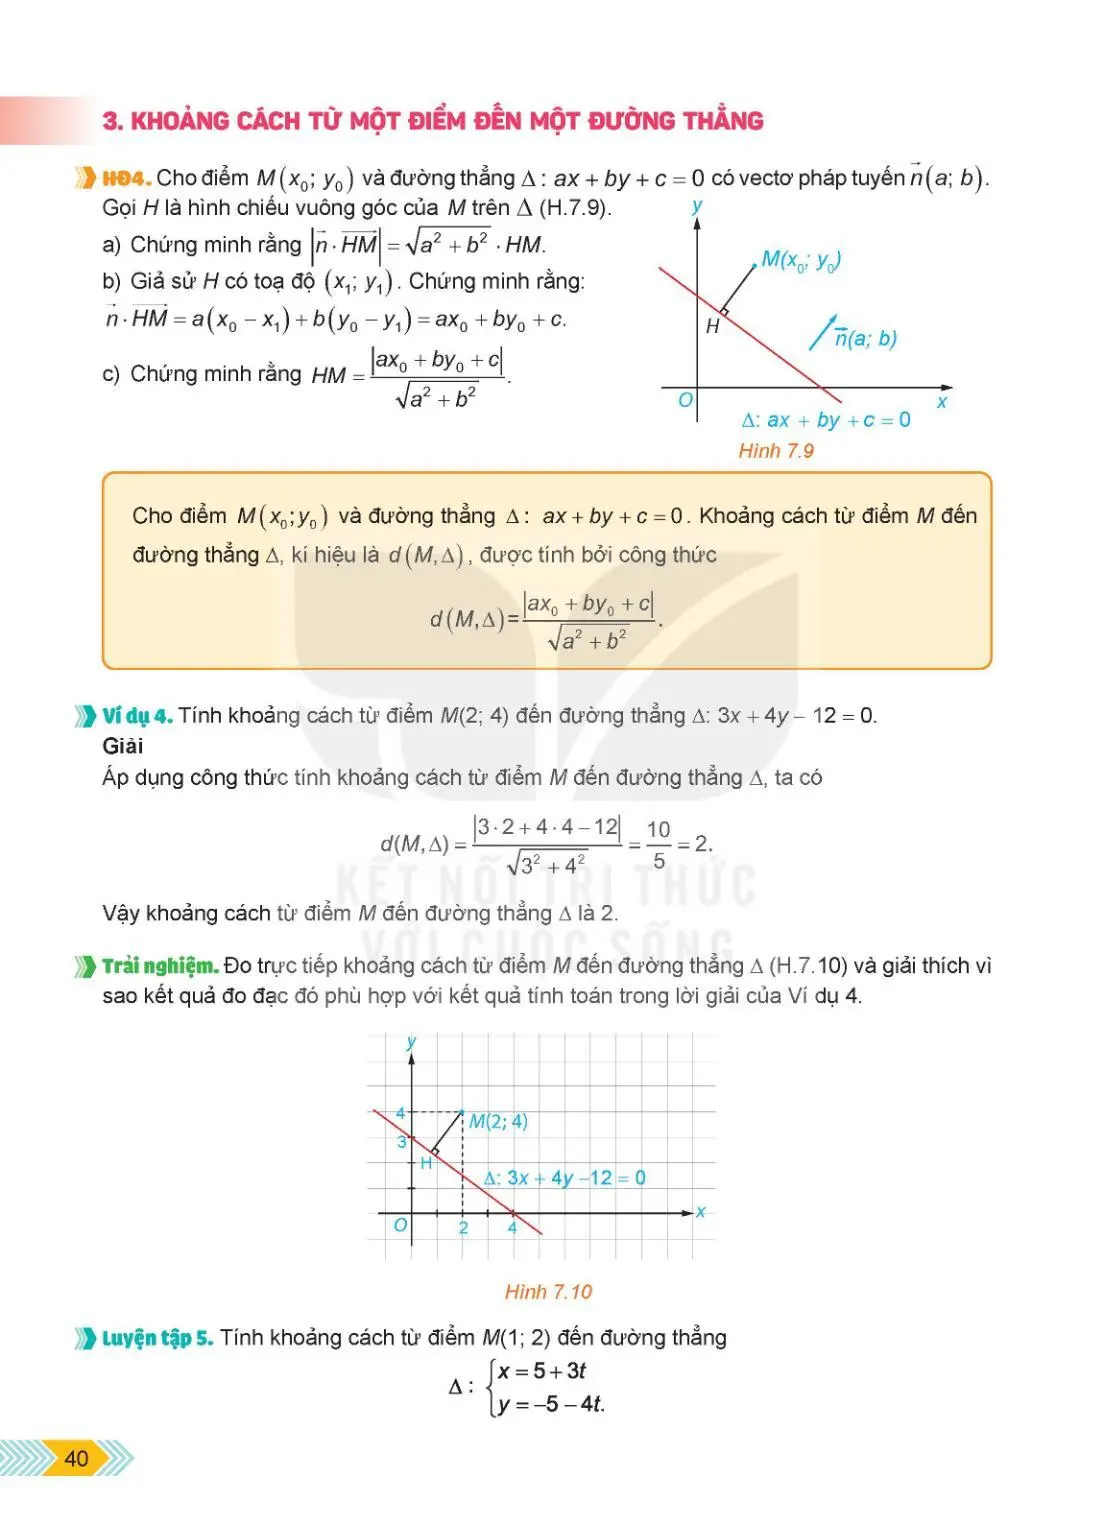 3. KHOẢNG CÁCH TỪ MỘT ĐIỂM ĐẾN MỘT ĐƯỜNG THẲNG
HĐ4. Cho điểm M(x₀; y₀) và đường thẳng Δ : ax + by + c = 0 có vectơ pháp tuyến n⃗(a; b).
Gọi H là hình chiếu vuông góc của M trên Δ (H.7.9).
a) Chứng minh rằng |n⃗ · HM⃗| = √(a² + b²) · HM.
b) Giả sử H có toạ độ (x₁; y₁). Chứng minh rằng:
n⃗ · HM⃗ = a(x₀ – x₁) + b(y₀ – y₁) = ax₀ + by₀ + c.
c) Chứng minh rằng HM = |ax₀ + by₀ + c| / √(a² + b²).
y
M(x₀; y₀)
H
n⃗(a; b)
O
x
Δ: ax + by + c = 0
Hình 7.9
Cho điểm M(x₀; y₀) và đường thẳng Δ : ax + by + c = 0. Khoảng cách từ điểm M đến
đường thẳng Δ, kí hiệu là d(M,Δ), được tính bởi công thức
d(M,Δ) = |ax₀ + by₀ + c| / √(a² + b²).
Ví dụ 4. Tính khoảng cách từ điểm M(2; 4) đến đường thẳng Δ: 3x + 4y – 12 = 0.
Giải
Áp dụng công thức tính khoảng cách từ điểm M đến đường thẳng Δ, ta có
d(M,Δ) = |3·2 + 4·4 – 12| / √(3² + 4²) = 10/5 = 2.
KẾT NỐI TRI THỨC
Vậy khoảng cách từ điểm M đến đường thẳng Δ là 2.
VỚI CUỘC SỐNG
Trải nghiệm. Đo trực tiếp khoảng cách từ điểm M đến đường thẳng Δ (H.7.10) và giải thích vì
sao kết quả đo đạc đó phù hợp với kết quả tính toán trong lời giải của Ví dụ 4.
y
4
M(2; 4)
3
H
Δ: 3x + 4y –12 = 0
x
O
2
4
Hình 7.10
Luyện tập 5. Tính khoảng cách từ điểm M(1; 2) đến đường thẳng
Δ : { x = 5 + 3t
y = –5 – 4t.
40